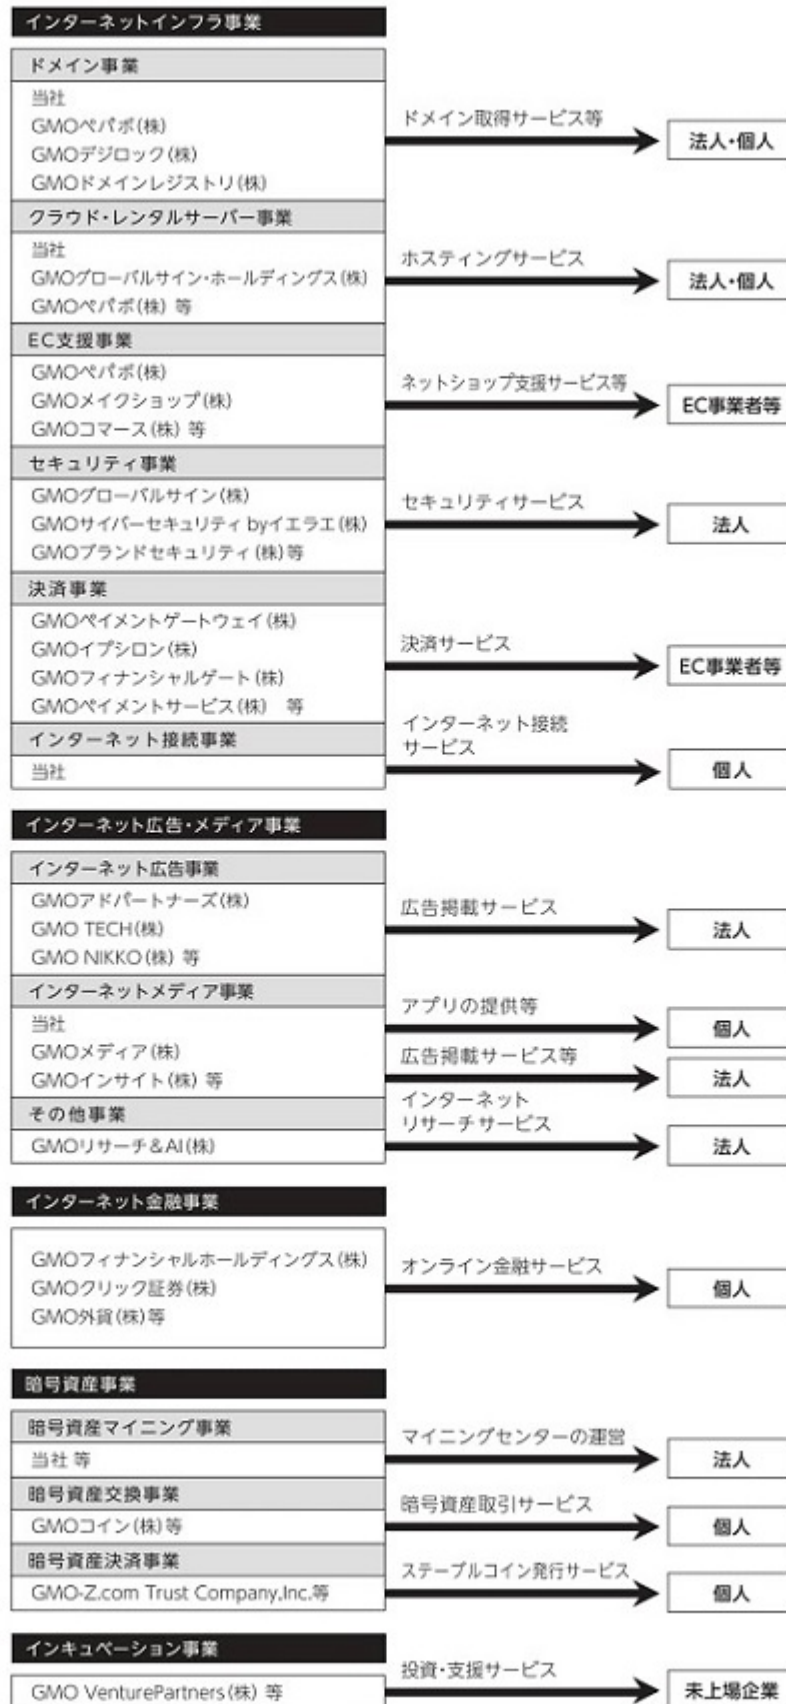 インターネットインフラ事業
ドメイン事業
当社
GMOペパボ(株)
GMOデジロック(株)
GMOドメインレジストリ(株)
ドメイン取得サービス等
法人・個人
クラウド・レンタルサーバー事業
当社
GMOグローバルサイン・ホールディングス(株)
GMOペパボ(株) 等
ホスティングサービス
法人・個人
EC支援事業
GMOペパボ(株)
GMOメイクショップ(株)
GMOコマース(株) 等
ネットショップ支援サービス等
EC事業者等
セキュリティ事業
GMOグローバルサイン(株)
GMOサイバーセキュリティ byイエラエ(株)
GMOブランドセキュリティ(株)等
セキュリティサービス
法人
決済事業
GMOペイメントゲートウェイ(株)
GMOイプシロン(株)
GMOフィナンシャルゲート(株)
GMOペイメントサービス(株) 等
決済サービス
EC事業者等
インターネット接続事業
当社
インターネット接続
サービス
個人
インターネット広告・メディア事業
インターネット広告事業
GMOアドパートナーズ(株)
GMO TECH(株)
GMO NIKKO(株) 等
広告掲載サービス
法人
インターネットメディア事業
当社
GMOメディア(株)
GMOインサイト(株) 等
アプリの提供等
個人
広告掲載サービス等
法人
その他事業
GMOリサーチ&AI(株)
インターネット
リサーチサービス
法人
インターネット金融事業
GMOフィナンシャルホールディングス(株)
GMOクリック証券(株)
GMO外貨(株)等
オンライン金融サービス
個人
暗号資産事業
暗号資産マイニング事業
当社 等
マイニングセンターの運営
法人
暗号資産交換事業
GMOコイン(株)等
暗号資産取引サービス
個人
暗号資産決済事業
GMO-Z.com Trust Company,Inc.等
ステーブルコイン発行サービス
個人
インキュベーション事業
GMO VenturePartners(株) 等
投資・支援サービス
未上場企業